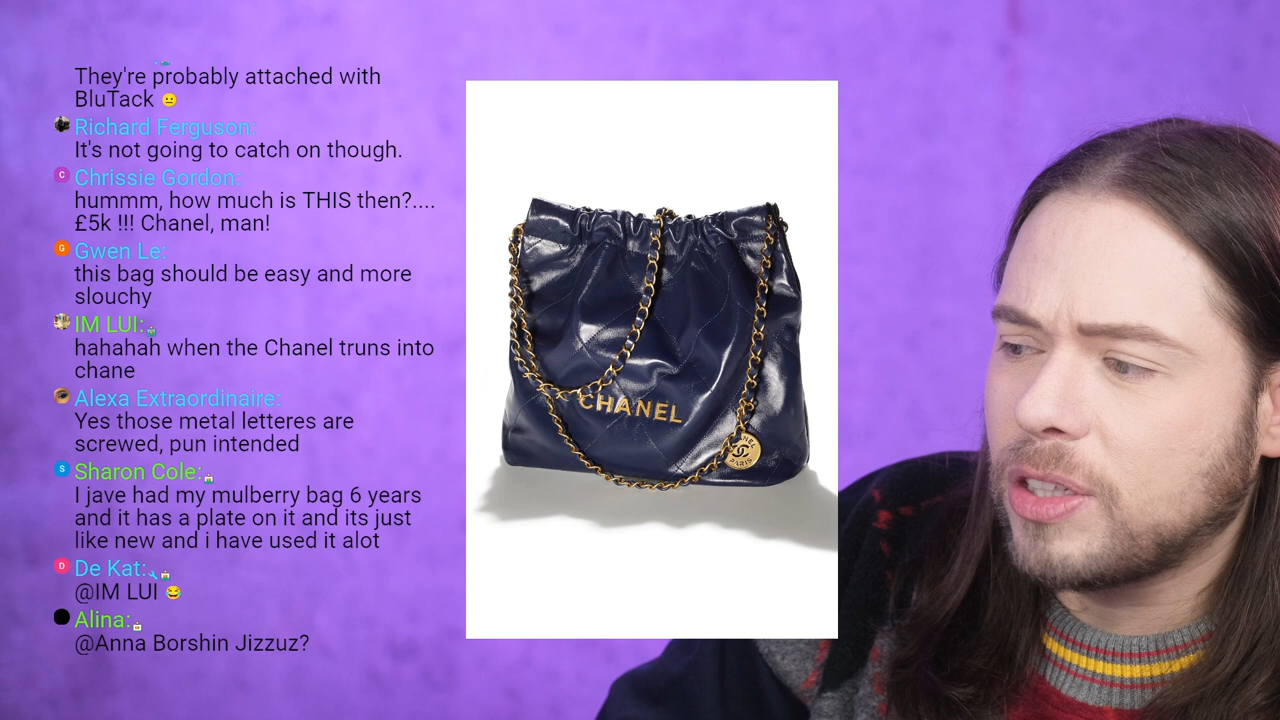 They're probably attached with
BluTack 😐
Richard Ferguson:
It's not going to catch on though.
C Chrissie Gordon:
hummm, how much is THIS then?....
£5k !!! Chanel, man!
G Gwen Le:
this bag should be easy and more
slouchy
IM LUI:
hahahah when the Chanel truns into
chane
Alexa Extraordinaire:
Yes those metal letteres are
screwed, pun intended
S Sharon Cole:
I jave had my mulberry bag 6 years
and it has a plate on it and its just
like new and i have used it alot
D De Kat:
@IM LUI 😂
Alina:
@Anna Borshin Jizzuz?
CHANEL
PARIS